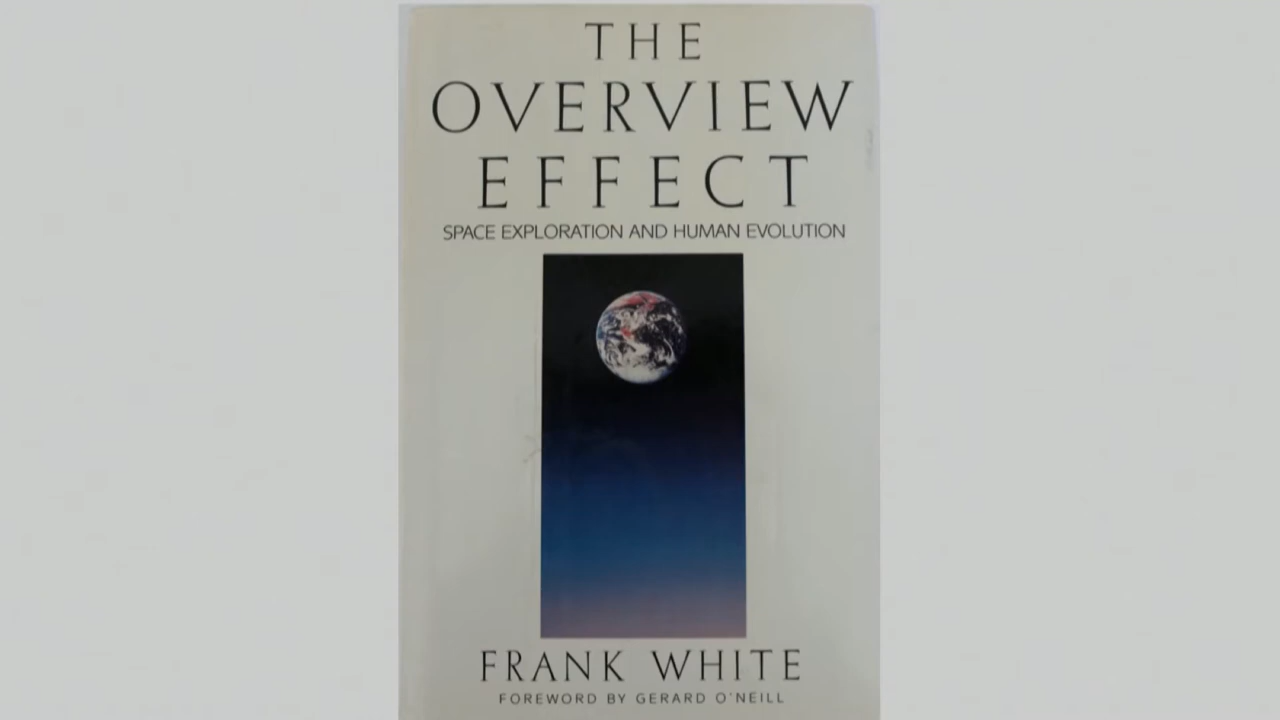 THE
OVERVIEW
EFFECT
SPACE EXPLORATION AND HUMAN EVOLUTION
FRANK WHITE
FOREWORD BY GERARD O'NEILL